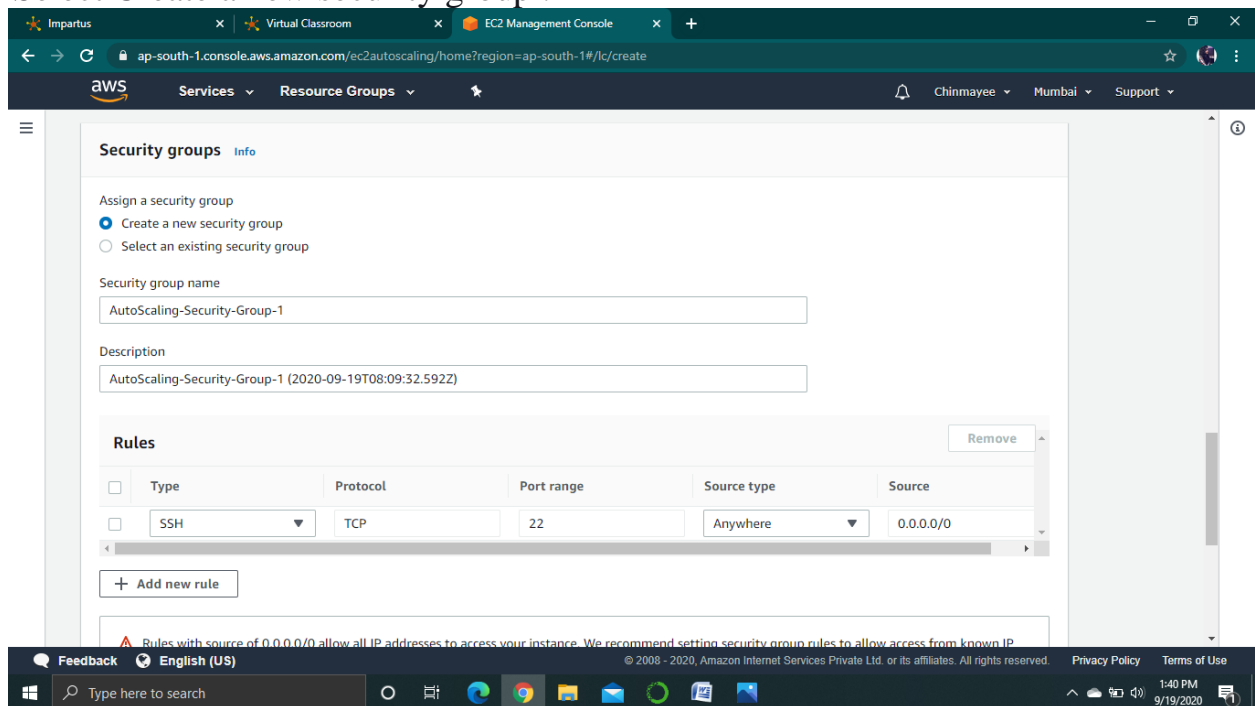 Select Create a new security group .
Impartus
Virtual Classroom
EC2 Management Console
ap-south-1.console.aws.amazon.com/ec2autoscaling/home?region=ap-south-1#/lc/create
aws
Services
Resource Groups
Chinmayee
Mumbai
Support
Security groups Info
Assign a security group
Create a new security group
Select an existing security group
Security group name
AutoScaling-Security-Group-1
Description
AutoScaling-Security-Group-1 (2020-09-19T08:09:32.592Z)
Rules
Remove
Type Protocol Port range Source type Source
SSH TCP 22 Anywhere 0.0.0.0/0
+ Add new rule
Rules with source of 0.0.0.0/0 allow all IP addresses to access your instance. We recommend setting security group rules to allow access from known IP
Feedback English (US) © 2008 - 2020, Amazon Internet Services Private Ltd. or its affiliates. All rights reserved. Privacy Policy Terms of Use
Type here to search
1:40 PM
9/19/2020
1